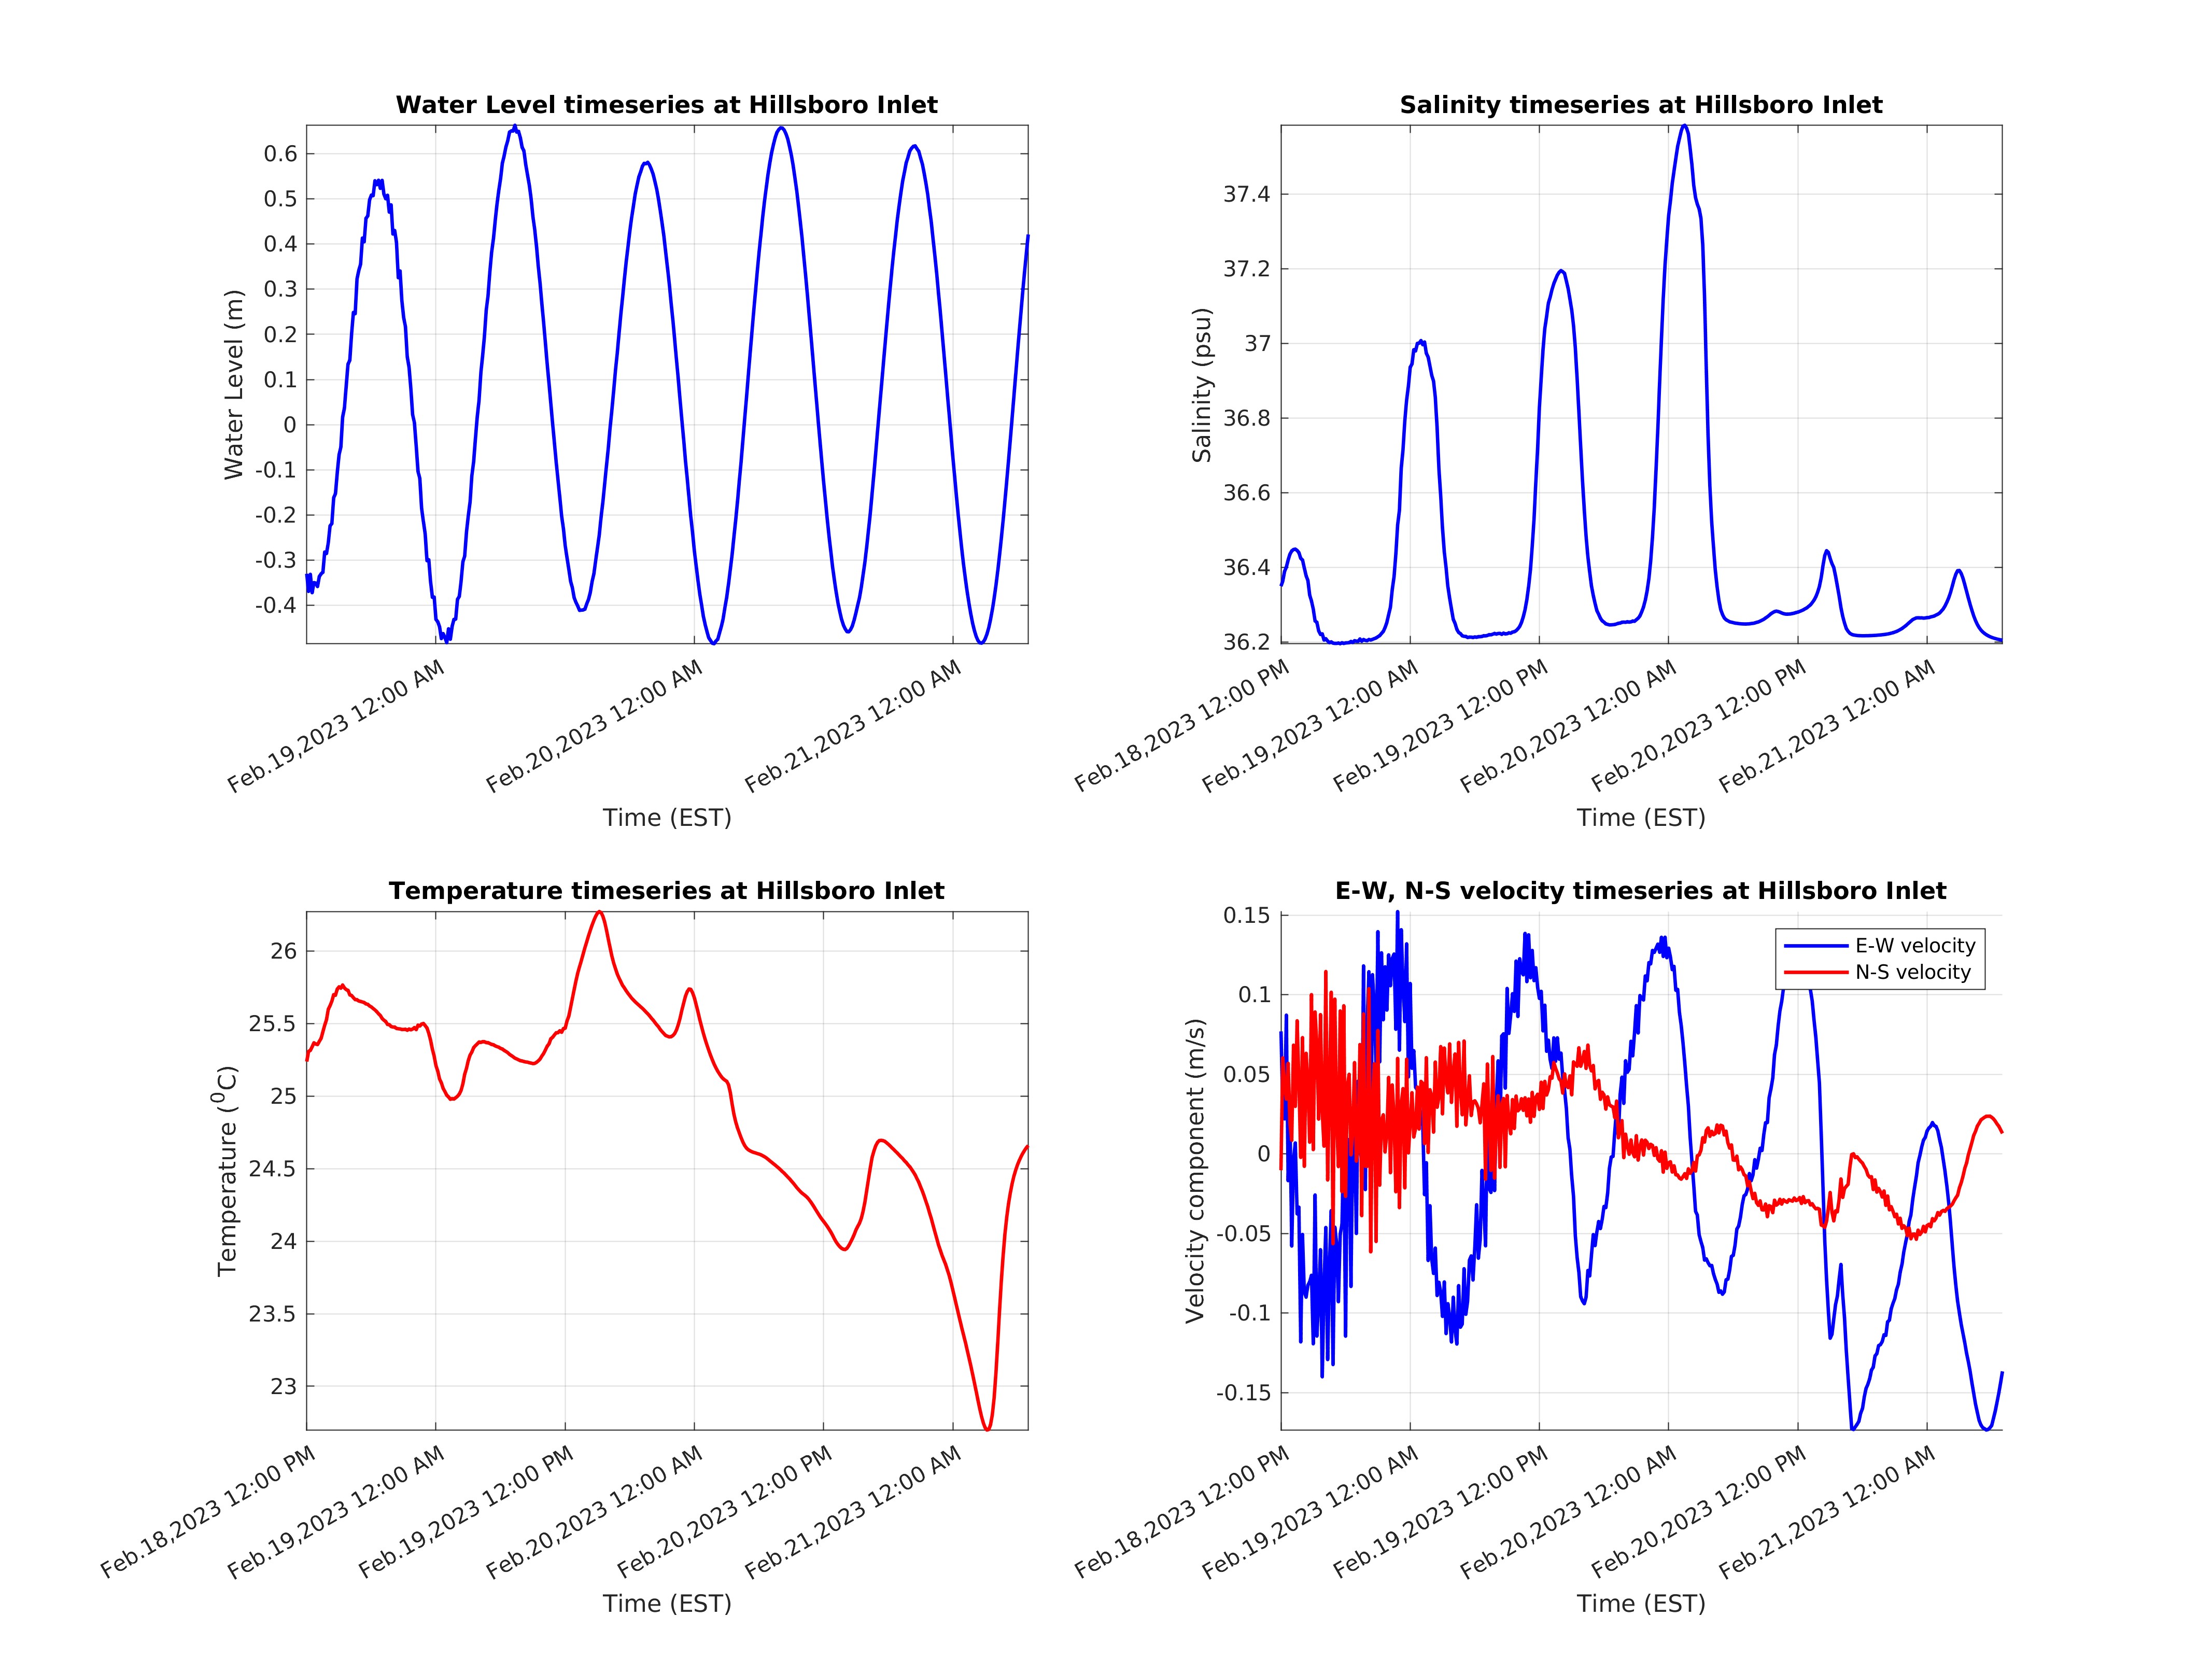 Water Level timeseries at Hillsboro Inlet
Water Level (m)
0.6
0.5
0.4
0.3
0.2
0.1
0
-0.1
-0.2
-0.3
-0.4
Feb.19,2023 12:00 AM
Feb.20,2023 12:00 AM
Feb.21,2023 12:00 AM
Time (EST)
Salinity timeseries at Hillsboro Inlet
Salinity (psu)
37.4
37.2
37
36.8
36.6
36.4
36.2
Feb.18,2023 12:00 PM
Feb.19,2023 12:00 AM
Feb.19,2023 12:00 PM
Feb.20,2023 12:00 AM
Feb.20,2023 12:00 PM
Feb.21,2023 12:00 AM
Time (EST)
Temperature timeseries at Hillsboro Inlet
Temperature (⁰C)
26
25.5
25
24.5
24
23.5
23
Feb.18,2023 12:00 PM
Feb.19,2023 12:00 AM
Feb.19,2023 12:00 PM
Feb.20,2023 12:00 AM
Feb.20,2023 12:00 PM
Feb.21,2023 12:00 AM
Time (EST)
E-W, N-S velocity timeseries at Hillsboro Inlet
Velocity component (m/s)
0.15
0.1
0.05
0
-0.05
-0.1
-0.15
E-W velocity
N-S velocity
Feb.18,2023 12:00 PM
Feb.19,2023 12:00 AM
Feb.19,2023 12:00 PM
Feb.20,2023 12:00 AM
Feb.20,2023 12:00 PM
Feb.21,2023 12:00 AM
Time (EST)